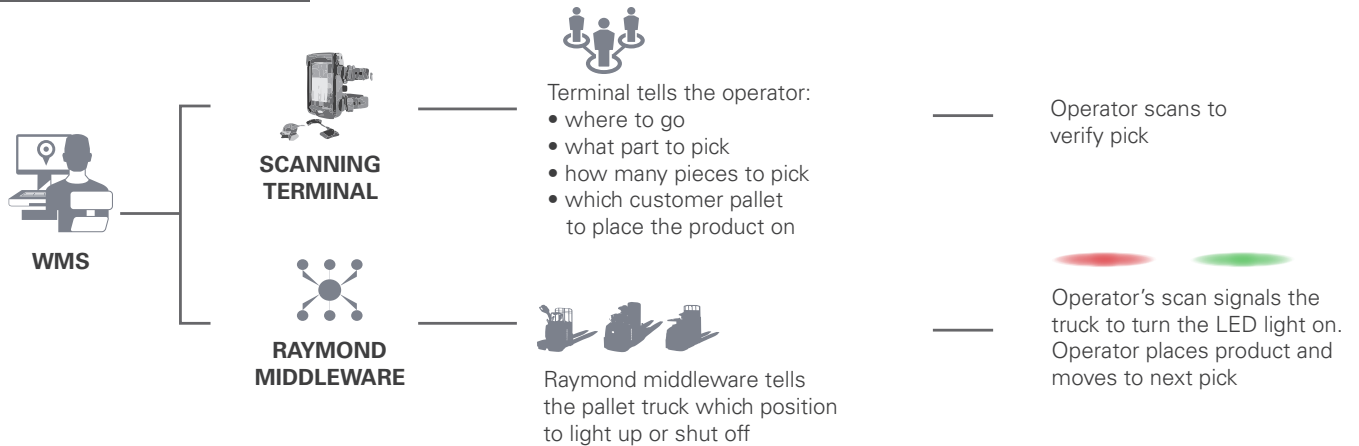 WMS
SCANNING
TERMINAL
Terminal tells the operator:
• where to go
• what part to pick
• how many pieces to pick
• which customer pallet
to place the product on
Operator scans to
verify pick
RAYMOND
MIDDLEWARE
Raymond middleware tells
the pallet truck which position
to light up or shut off
Operator’s scan signals the
truck to turn the LED light on.
Operator places product and
moves to next pick